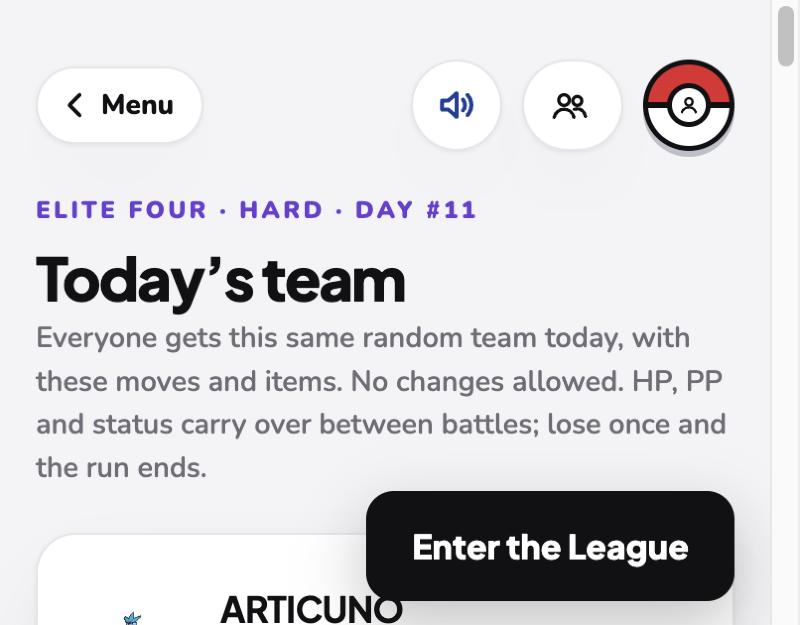 Menu
ELITE FOUR · HARD · DAY #11
Today’s team
Everyone gets this same random team today, with
these moves and items. No changes allowed. HP, PP
and status carry over between battles; lose once and
the run ends.
Enter the League
ARTICUNO